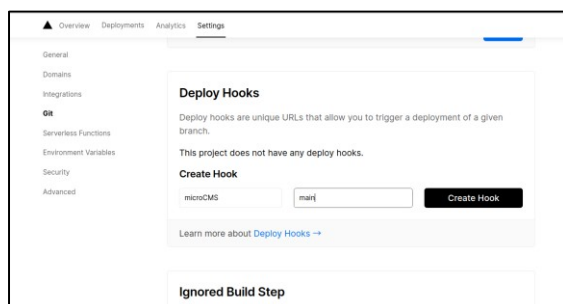 Overview Deployments Analytics Settings
General
Domains
Integrations
Git
Serverless Functions
Environment Variables
Security
Advanced
Deploy Hooks
Deploy hooks are unique URLs that allow you to trigger a deployment of a given
branch.
This project does not have any deploy hooks.
Create Hook
microCMS main Create Hook
Learn more about Deploy Hooks →
Ignored Build Step